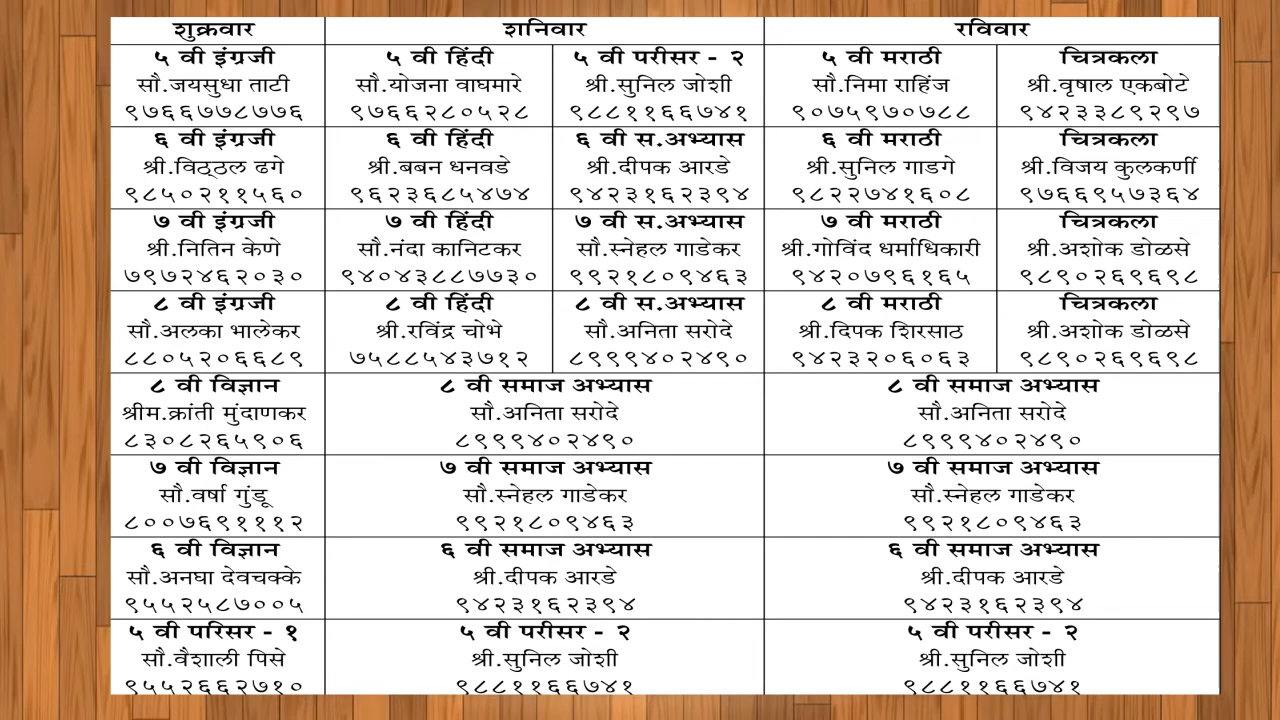 शुक्रवार शनिवार रविवार
५ वी इंग्रजी ५ वी हिंदी ५ वी परीसर - २ ५ वी मराठी चित्रकला
सौ.जयसुधा ताटी सौ.योजना वाघमारे श्री.सुनिल जोशी सौ.निमा राहिंज श्री.वृषाल एकबोटे
९७६६७७८७७६ ९७६६२८०५२८ ९८८११६६७४१ ९०७५९७०७८८ ९४२३३८९२९७
६ वी इंग्रजी ६ वी हिंदी ६ वी स.अभ्यास ६ वी मराठी चित्रकला
श्री.विठ्ठल ढगे श्री.बबन धनवडे श्री.दीपक आरडे श्री.सुनिल गाडगे श्री.विजय कुलकर्णी
९८५०२११५६० ९६२३६८५४७४ ९४२३१६२३९४ ९८२२७४१६०८ ९७६६९५७३६४
७ वी इंग्रजी ७ वी हिंदी ७ वी स.अभ्यास ७ वी मराठी चित्रकला
श्री.नितिन केणे सौ.नंदा कानिटकर सौ.स्नेहल गाडेकर श्री.गोविंद धर्माधिकारी श्री.अशोक डोळसे
७९७२४६२०३० ९४०४३८८७७३० ९९२१८०९४६३ ९४२०७९६१६५ ९८९०२६९६९८
८ वी इंग्रजी ८ वी हिंदी ८ वी स.अभ्यास ८ वी मराठी चित्रकला
सौ.अलका भालेकर श्री.रविंद्र चोभे सौ.अनिता सरोदे श्री.दिपक शिरसाठ श्री.अशोक डोळसे
८८०५२०६६८९ ७५८८५४३७१२ ८९९९४०२४९० ९४२३२०६०६३ ९८९०२६९६९८
८ वी विज्ञान ८ वी समाज अभ्यास ८ वी समाज अभ्यास
श्रीम.क्रांती मुंदाणकर सौ.अनिता सरोदे सौ.अनिता सरोदे
८३०८२६५९०६ ८९९९४०२४९० ८९९९४०२४९०
७ वी विज्ञान ७ वी समाज अभ्यास ७ वी समाज अभ्यास
सौ.वर्षा गुंडू सौ.स्नेहल गाडेकर सौ.स्नेहल गाडेकर
८००७६९१११२ ९९२१८०९४६३ ९९२१८०९४६३
६ वी विज्ञान ६ वी समाज अभ्यास ६ वी समाज अभ्यास
सौ.अनघा देवचक्के श्री.दीपक आरडे श्री.दीपक आरडे
९५५२५८७००५ ९४२३१६२३९४ ९४२३१६२३९४
५ वी परिसर - १ ५ वी परीसर - २ ५ वी परीसर - २
सौ.वैशाली पिसे श्री.सुनिल जोशी श्री.सुनिल जोशी
९५५२६६२७१० ९८८११६६७४१ ९८८११६६७४१